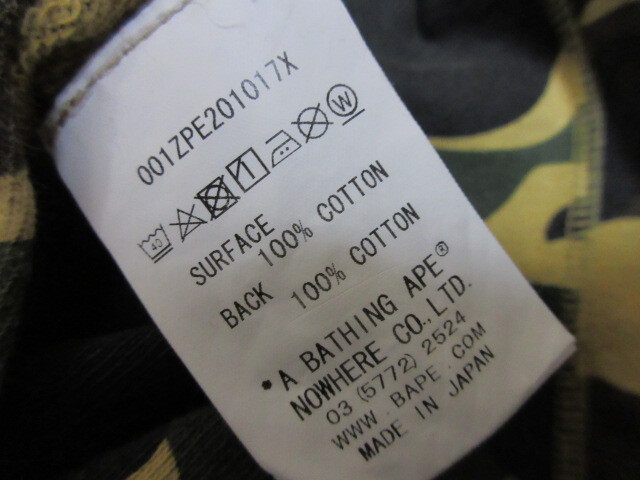 001ZPE201017X
40 W
SURFACE
100% COTTON
BACK 100% COTTON
*A BATHING APE®
NOWHERE CO.,LTD.
03 (5772) 2524
WWW.BAPE.COM
MADE IN JAPAN